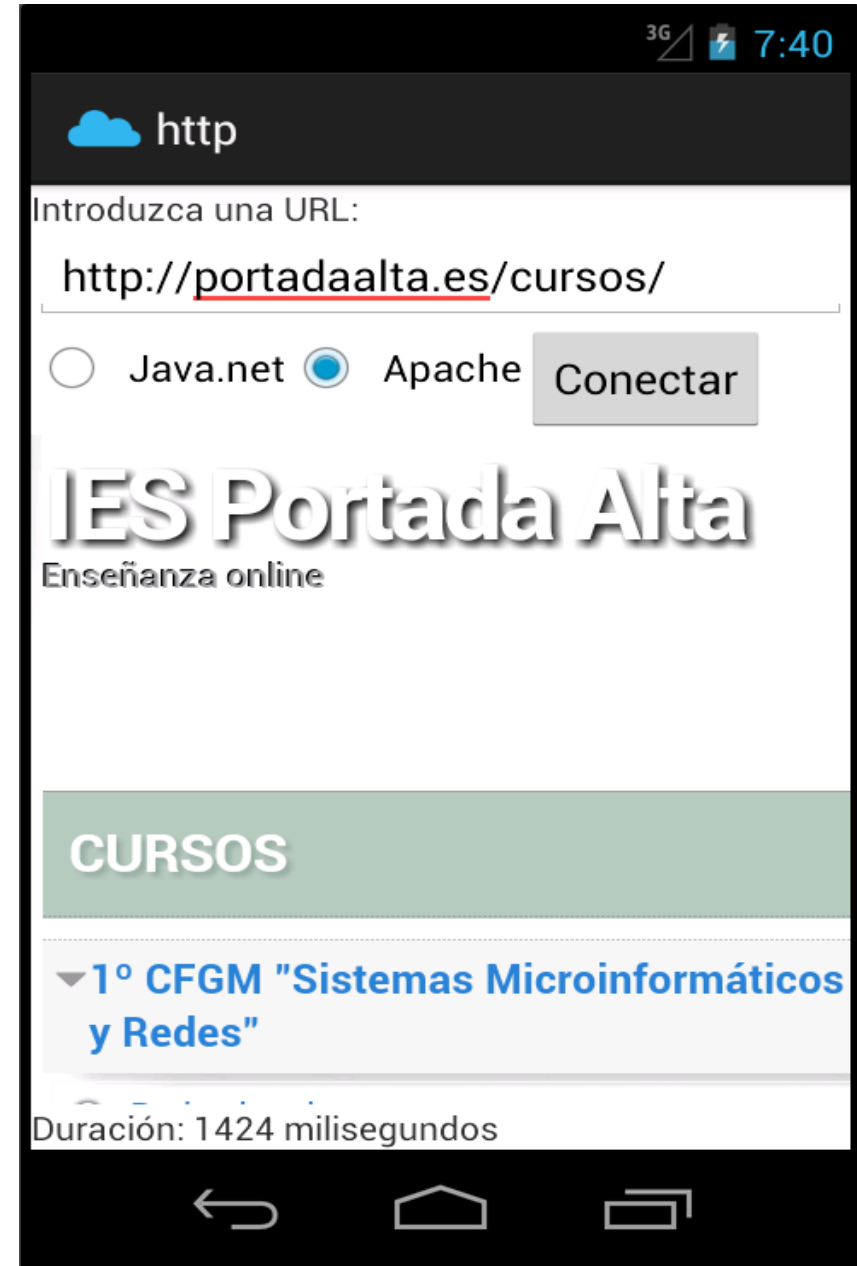 3G 7:40
http
Introduzca una URL:
http://portadaalta.es/cursos/
Java.net Apache Conectar
IES Portada Alta
Enseñanza online
CURSOS
1º CFGM "Sistemas Microinformáticos
y Redes"
Duración: 1424 milisegundos